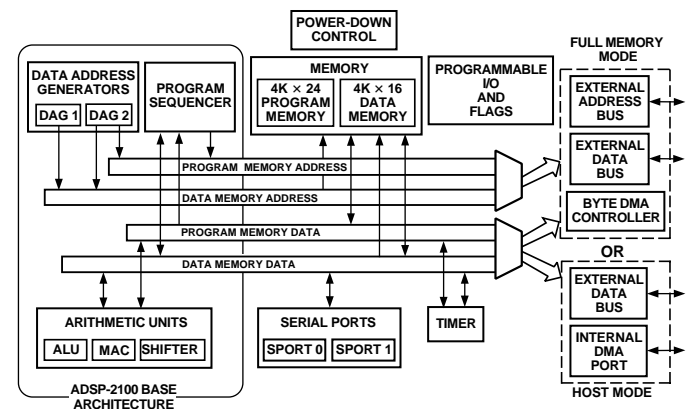 POWER-DOWN
CONTROL
FULL MEMORY
MODE
DATA ADDRESS
GENERATORS
DAG 1
DAG 2
PROGRAM
SEQUENCER
MEMORY
4K × 24
PROGRAM
MEMORY
4K × 16
DATA
MEMORY
PROGRAMMABLE
I/O
AND
FLAGS
EXTERNAL
ADDRESS
BUS
EXTERNAL
DATA
BUS
BYTE DMA
CONTROLLER
PROGRAM MEMORY ADDRESS
DATA MEMORY ADDRESS
PROGRAM MEMORY DATA
DATA MEMORY DATA
OR
EXTERNAL
DATA
BUS
INTERNAL
DMA
PORT
HOST MODE
ARITHMETIC UNITS
ALU
MAC
SHIFTER
SERIAL PORTS
SPORT 0
SPORT 1
TIMER
ADSP-2100 BASE
ARCHITECTURE